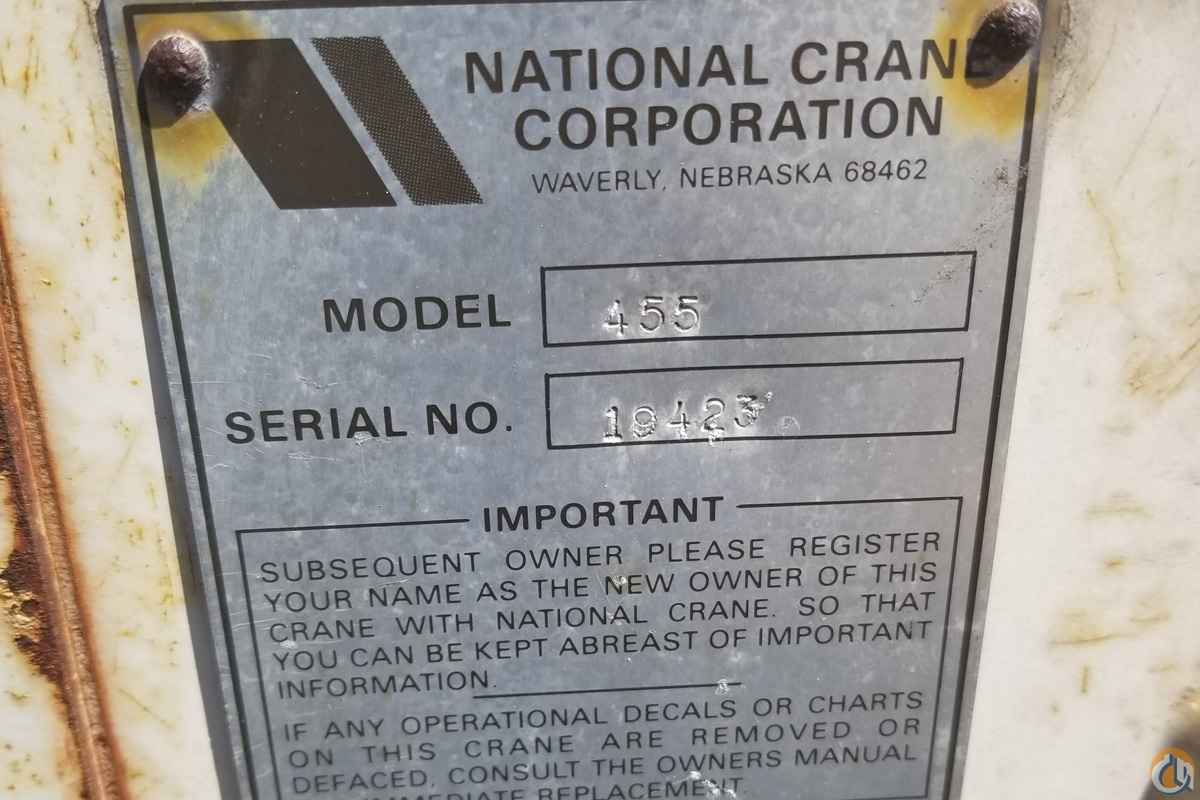 NATIONAL CRANE
CORPORATION
WAVERLY, NEBRASKA 68462
MODEL 455
SERIAL NO. 19423
IMPORTANT
SUBSEQUENT OWNER PLEASE REGISTER
YOUR NAME AS THE NEW OWNER OF THIS
CRANE WITH NATIONAL CRANE. SO THAT
YOU CAN BE KEPT ABREAST OF IMPORTANT
INFORMATION.
IF ANY OPERATIONAL DECALS OR CHARTS
ON THIS CRANE ARE REMOVED OR
DEFACED, CONSULT THE OWNERS MANUAL
IMMEDIATE REPLACEMENT